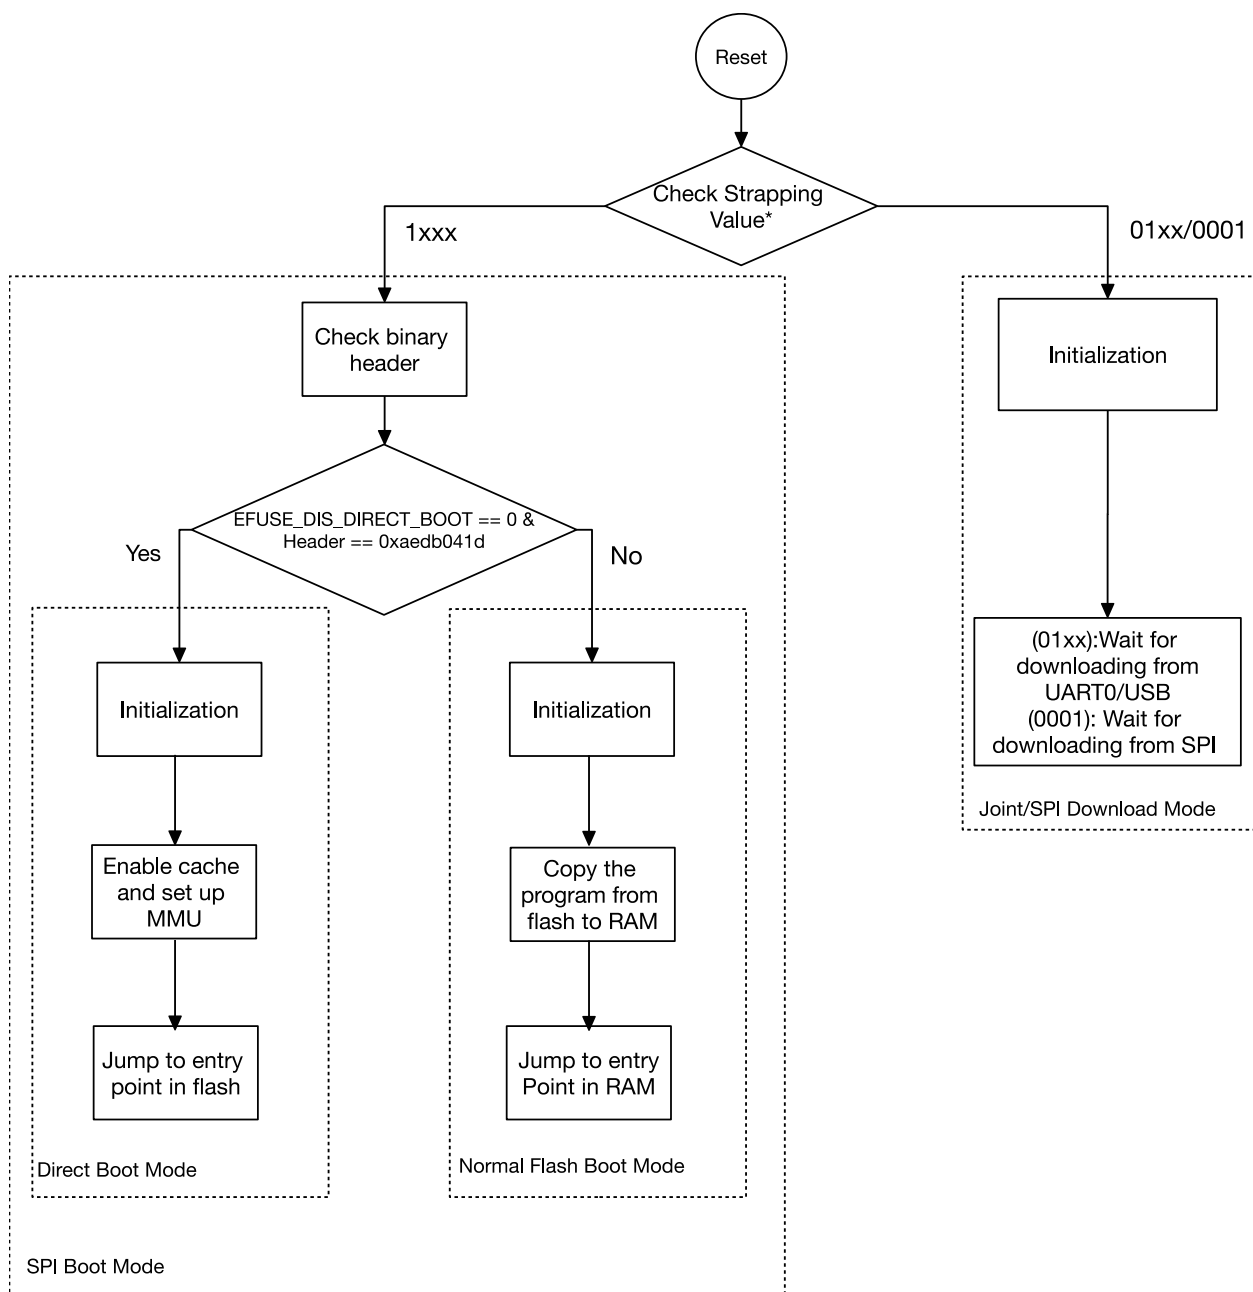 Reset
Check Strapping
Value*
1xxx
01xx/0001
Check binary
header
Initialization
EFUSE_DIS_DIRECT_BOOT == 0 &
Header == 0xaedb041d
Yes
No
Initialization
Enable cache
and set up
MMU
Jump to entry
point in flash
Direct Boot Mode
Initialization
Copy the
program from
flash to RAM
Jump to entry
Point in RAM
Normal Flash Boot Mode
SPI Boot Mode
(01xx):Wait for
downloading from
UART0/USB
(0001): Wait for
downloading from SPI
Joint/SPI Download Mode